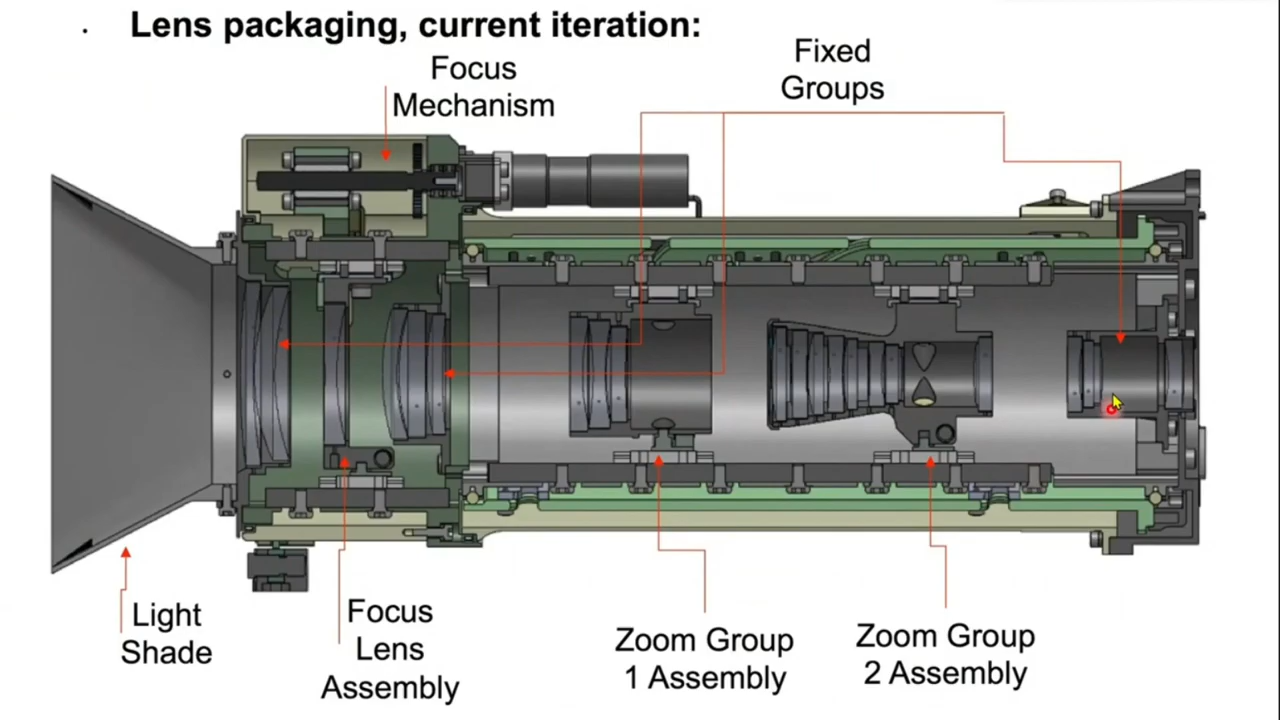 · Lens packaging, current iteration:
Focus
Mechanism
Fixed
Groups
Light
Shade
Focus
Lens
Assembly
Zoom Group
1 Assembly
Zoom Group
2 Assembly